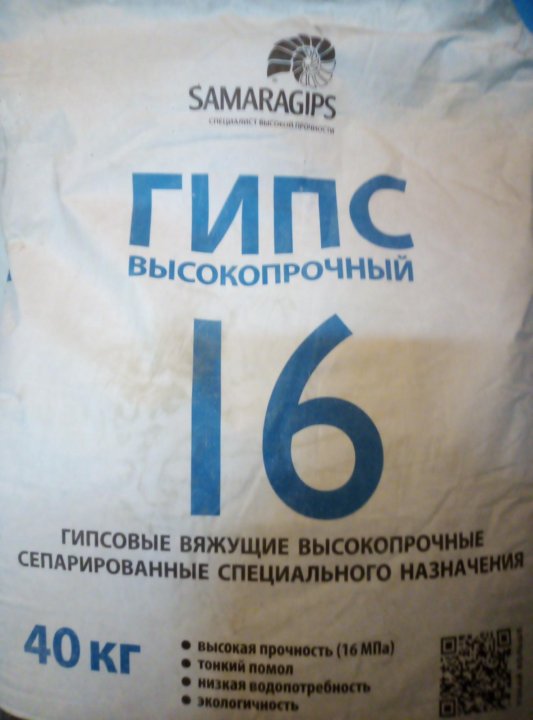 SAMARAGIPS
СПЕЦИАЛИСТ ВЫСОКОЙ ПРОЧНОСТИ
ГИПС
ВЫСОКОПРОЧНЫЙ
16
ГИПСОВЫЕ ВЯЖУЩИЕ ВЫСОКОПРОЧНЫЕ
СЕПАРИРОВАННЫЕ СПЕЦИАЛЬНОГО НАЗНАЧЕНИЯ
40 кг
• высокая прочность (16 МПа)
• тонкий помол
• низкая водопотребность
• экологичность